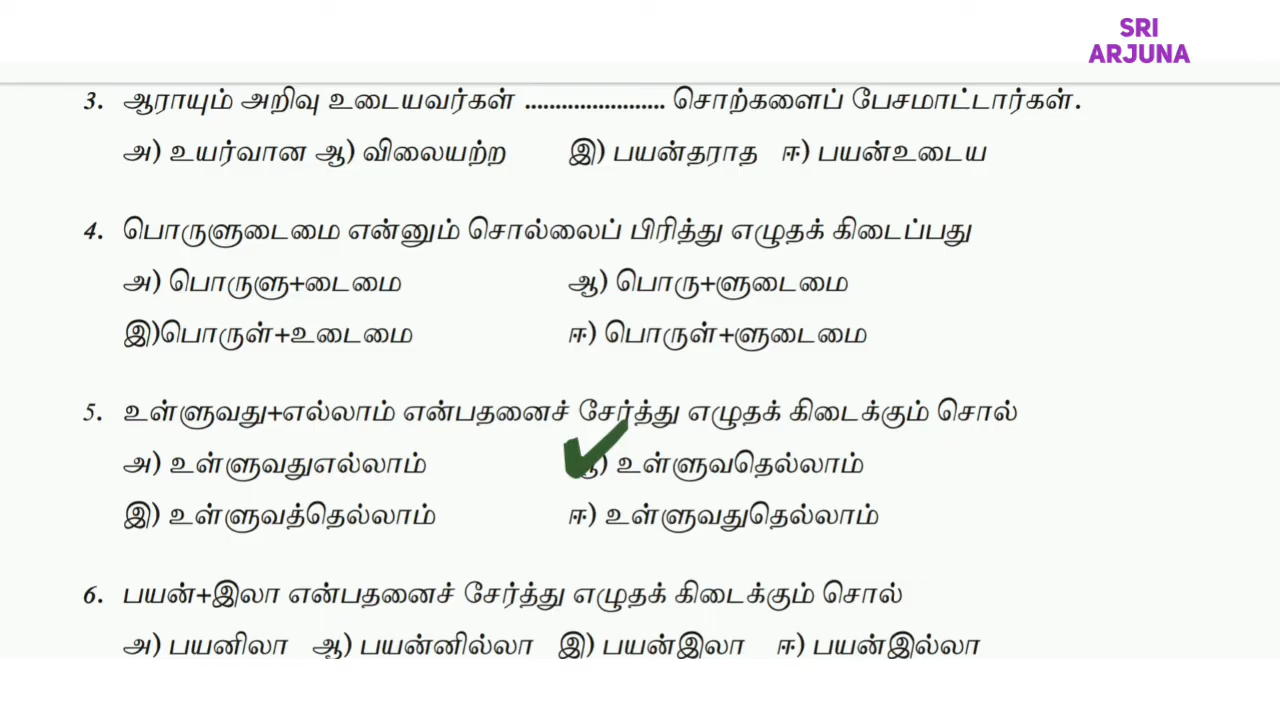 SRI
ARJUNA
3. ஆராயும் அறிவு உடையவர்கள் ....................... சொற்களைப் பேசமாட்டார்கள்.
அ) உயர்வான ஆ) விலையற்ற இ) பயன்தராத ஈ) பயன்உடைய
4. பொருளுடைமை என்னும் சொல்லைப் பிரித்து எழுதக் கிடைப்பது
அ) பொருளு+டைமை ஆ) பொரு+ளுடைமை
இ)பொருள்+உடைமை ஈ) பொருள்+ளுடைமை
5. உள்ளுவது+எல்லாம் என்பதனைச் சேர்த்து எழுதக் கிடைக்கும் சொல்
அ) உள்ளுவதுஎல்லாம் ஆ) உள்ளுவதெல்லாம்
இ) உள்ளுவத்தெல்லாம் ஈ) உள்ளுவதுதெல்லாம்
6. பயன்+இலா என்பதனைச் சேர்த்து எழுதக் கிடைக்கும் சொல்
அ) பயனிலா ஆ) பயன்னில்லா இ) பயன்இலா ஈ) பயன்இல்லா